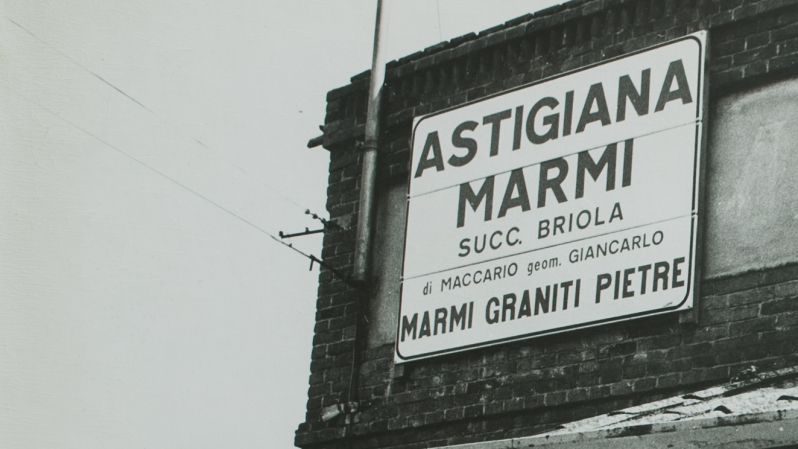 ASTIGIANA
MARMI
SUCC. BRIOLA
di MACCARIO geom. GIANCARLO
MARMI GRANITI PIETRE